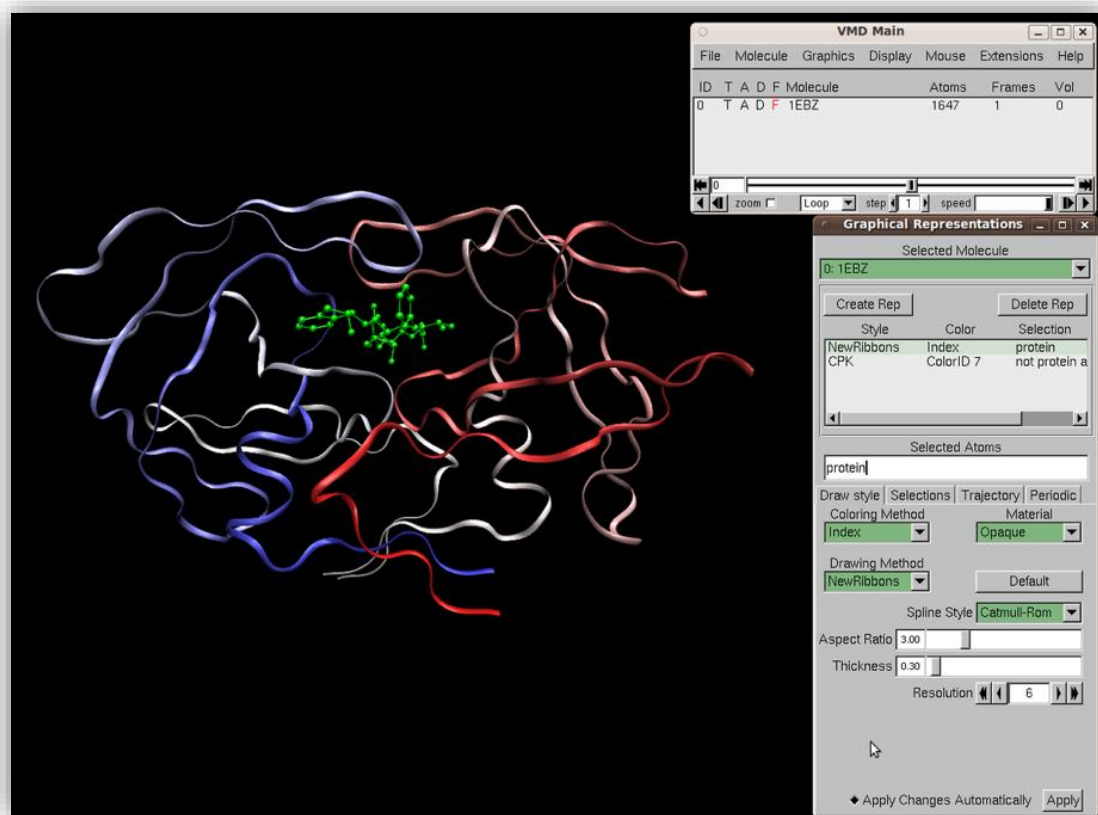 VMD Main
File Molecule Graphics Display Mouse Extensions Help
ID T A D F Molecule Atoms Frames Vol
0 T A D F 1EBZ 1647 1 0
0
zoom Loop step 1 speed
Graphical Representations
Selected Molecule
0: 1EBZ
Create Rep Delete Rep
Style Color Selection
NewRibbons Index protein
CPK ColorID 7 not protein a
Selected Atoms
protein
Draw style Selections Trajectory Periodic
Coloring Method Material
Index Opaque
Drawing Method
NewRibbons Default
Spline Style Catmull-Rom
Aspect Ratio 3.00
Thickness 0.30
Resolution 6
Apply Changes Automatically Apply